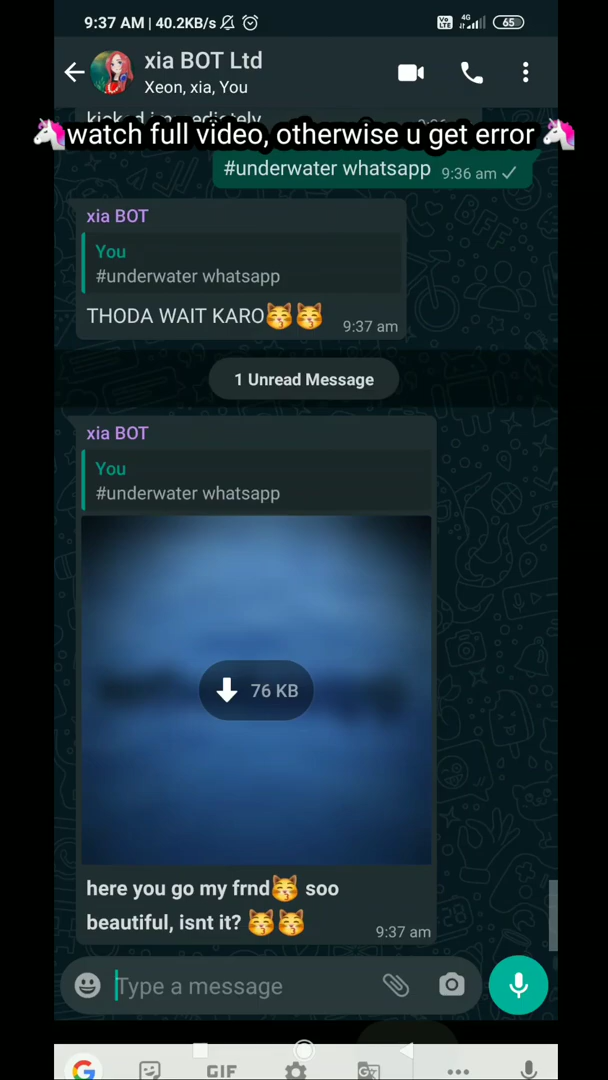 9:37 AM | 40.2KB/s
Vo LTE 4G 65
xia BOT Ltd
Xeon, xia, You
🦄watch full video, otherwise u get error 🦄
#underwater whatsapp 9:36 am
xia BOT
You
#underwater whatsapp
THODA WAIT KARO😽😽
9:37 am
1 Unread Message
xia BOT
You
#underwater whatsapp
76 KB
here you go my frnd😽 soo
beautiful, isnt it? 😽😽
9:37 am
Type a message
G GIF G